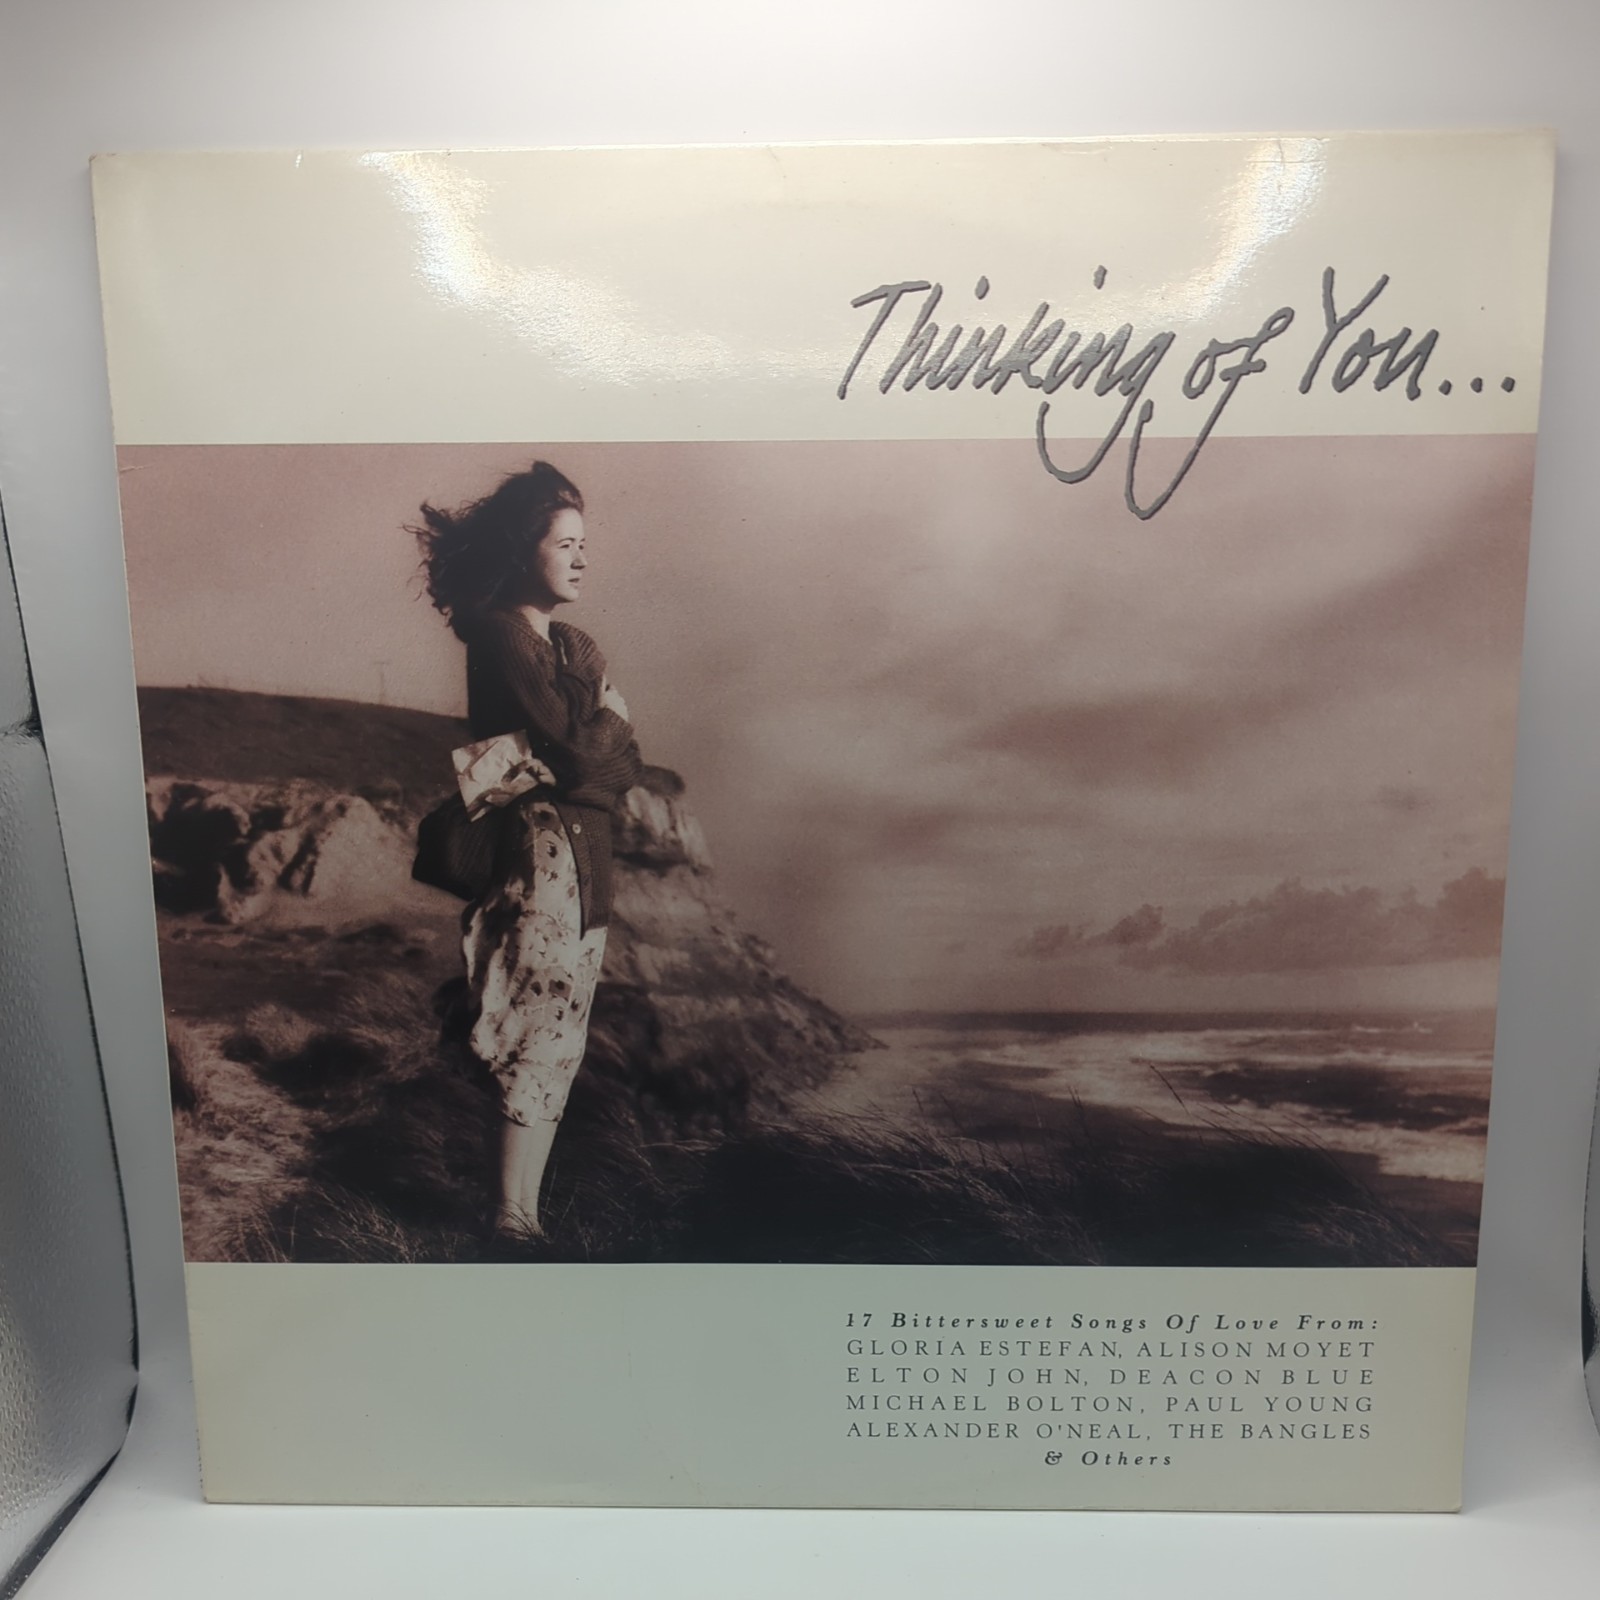 Thinking of You...
17 Bittersweet Songs Of Love From:
GLORIA ESTEFAN, ALISON MOYET
ELTON JOHN, DEACON BLUE
MICHAEL BOLTON, PAUL YOUNG
ALEXANDER O'NEAL, THE BANGLES
& Others